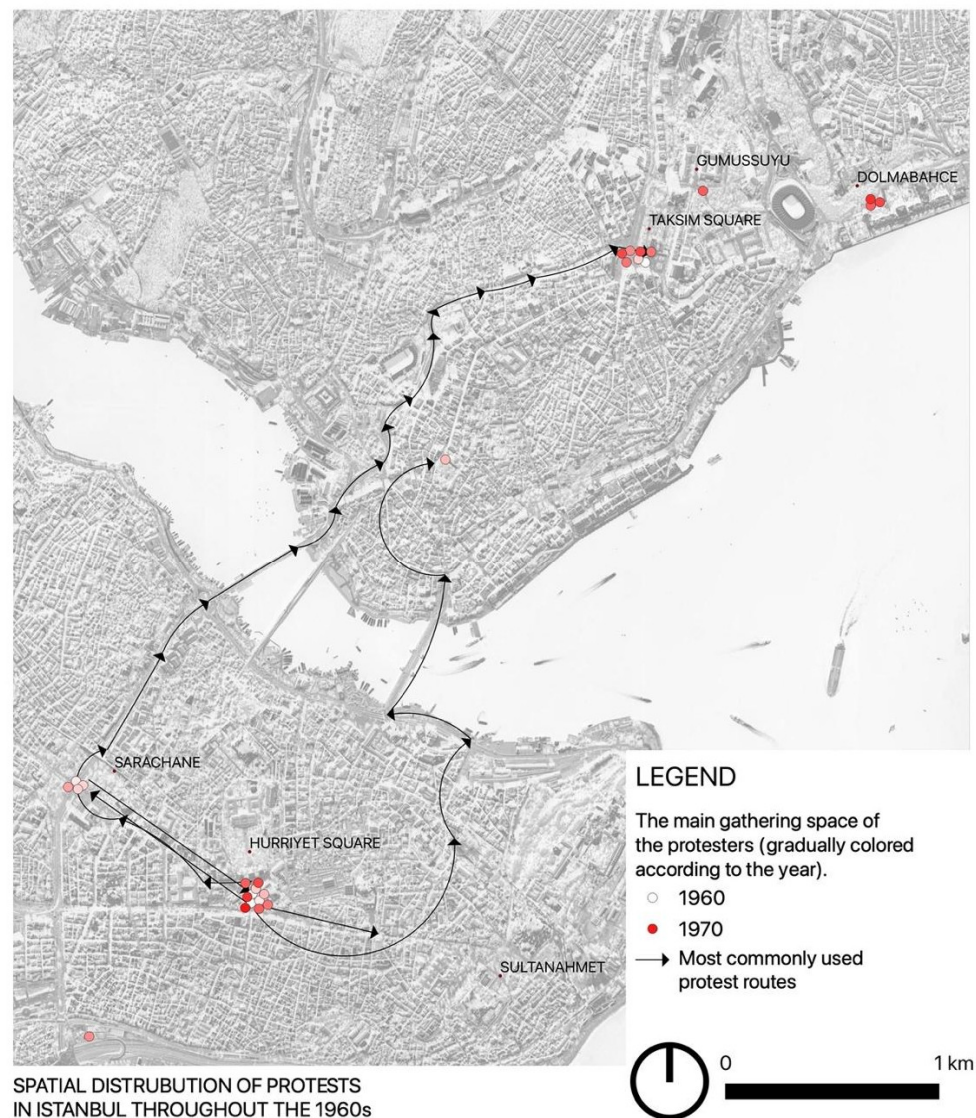 GUMUSSUYU
DOLMABAHCE
TAKSIM SQUARE
SARACHANE
HURRIYET SQUARE
SULTANAHMET
LEGEND
The main gathering space of
the protesters (gradually colored
according to the year).
1960
1970
Most commonly used
protest routes
0
1 km
SPATIAL DISTRUBUTION OF PROTESTS
IN ISTANBUL THROUGHOUT THE 1960s